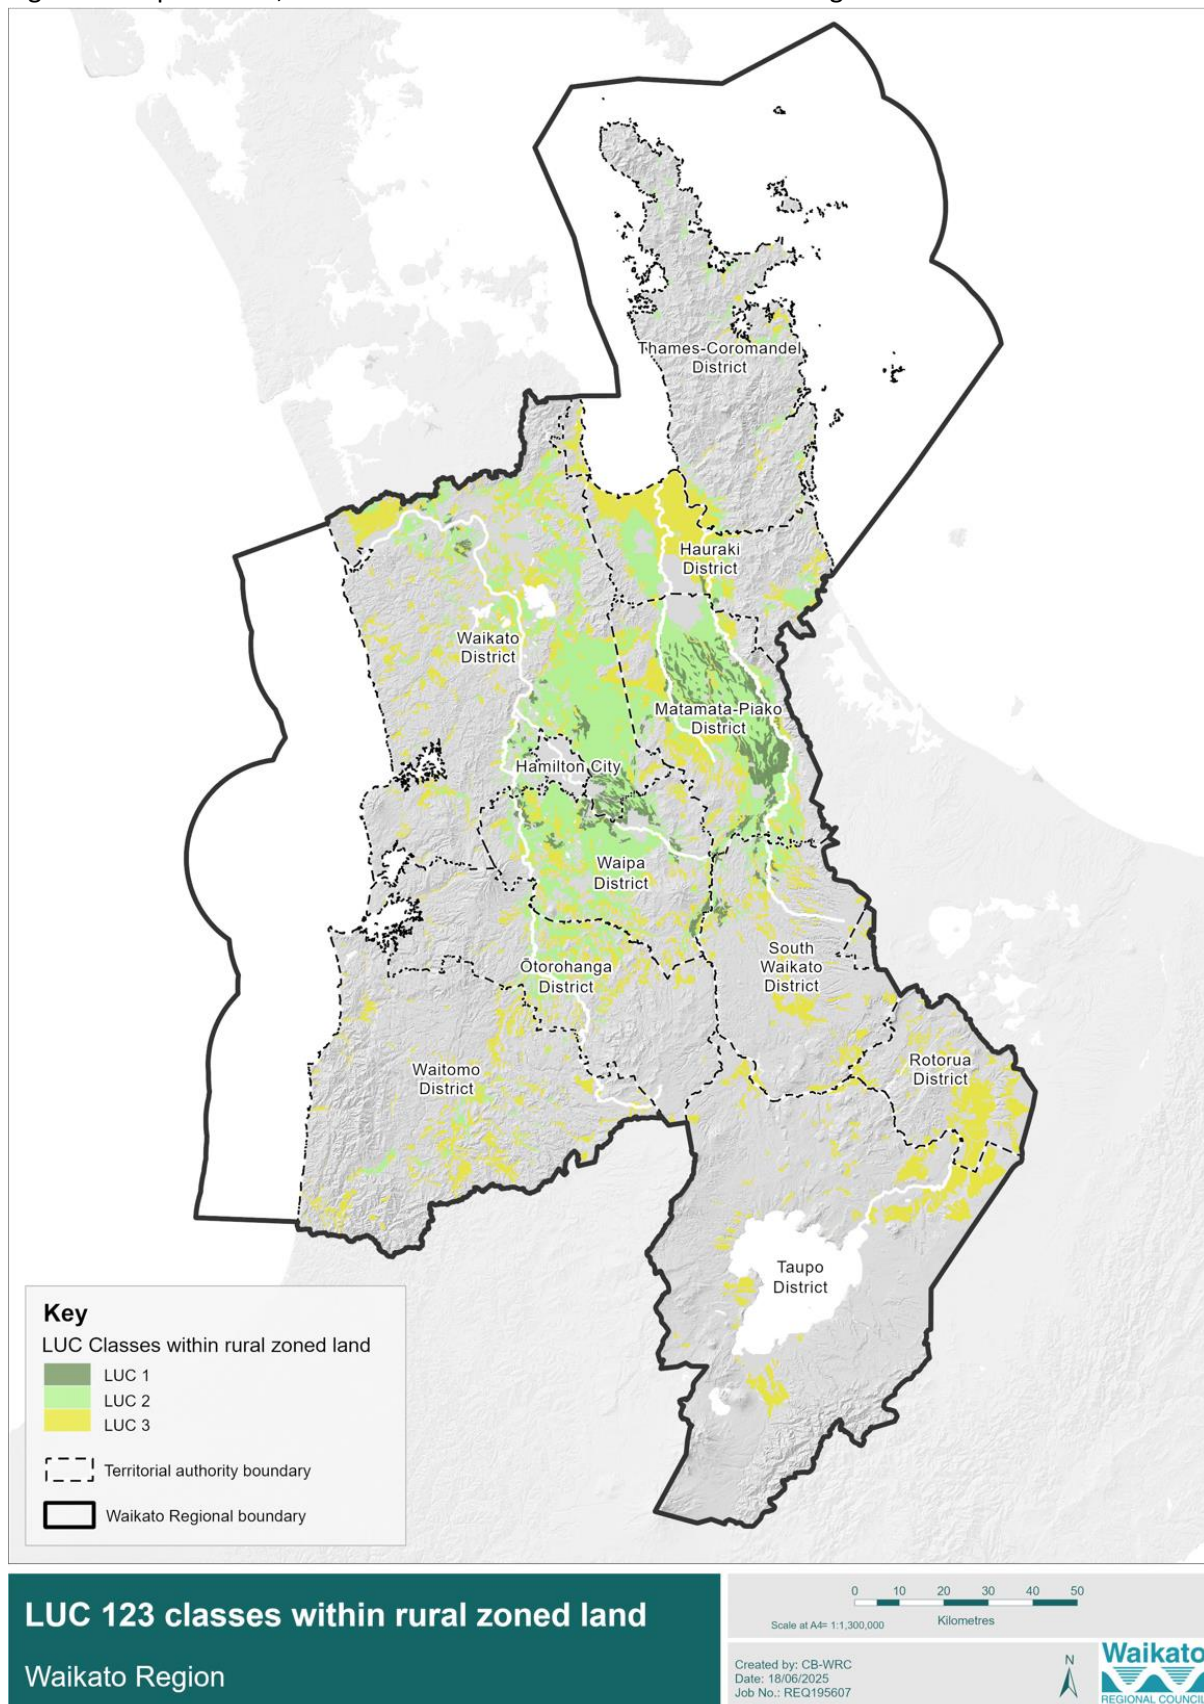 Thames-Coromandel
District
Hauraki
District
Waikato
District
Matamata-Piako
District
Hamilton City
Waipa
District
South
Waikato
District
Ōtorohanga
District
Waitomo
District
Rotorua
District
Taupo
District
Key
LUC Classes within rural zoned land
LUC 1
LUC 2
LUC 3
Territorial authority boundary
Waikato Regional boundary
LUC 123 classes within rural zoned land
Waikato Region
0 10 20 30 40 50
Scale at A4= 1:1,300,000
Kilometres
Created by: CB-WRC
Date: 18/06/2025
Job No.: REQ195607
N
Waikato
REGIONAL COUNCIL